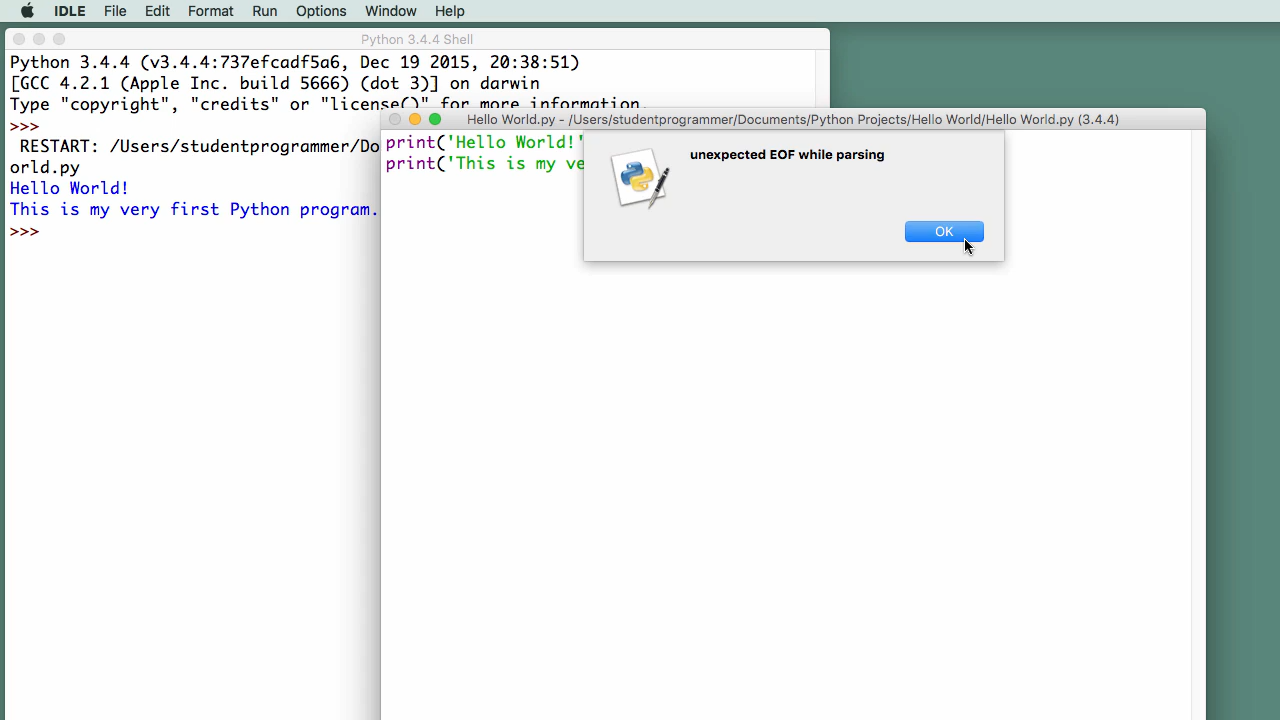 IDLE File Edit Format Run Options Window Help
Python 3.4.4 Shell
Python 3.4.4 (v3.4.4:737efcadf5a6, Dec 19 2015, 20:38:51)
[GCC 4.2.1 (Apple Inc. build 5666) (dot 3)] on darwin
Type "copyright", "credits" or "license()" for more information.
>>>
RESTART: /Users/studentprogrammer/Do
orld.py
Hello World!
This is my very first Python program.
>>>
Hello World.py - /Users/studentprogrammer/Documents/Python Projects/Hello World/Hello World.py (3.4.4)
print('Hello World!'
print('This is my ve
unexpected EOF while parsing
OK